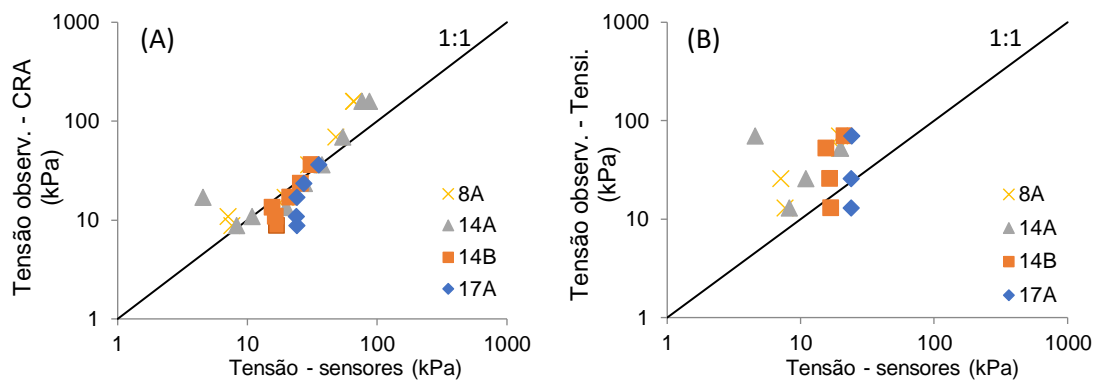 (A)
1:1
Tensão observ. - CRA
(kPa)
1000
100
10
1
8A
14A
14B
17A
1 10 100 1000
Tensão - sensores (kPa)
(B)
1:1
Tensão observ. - Tensi.
(kPa)
1000
100
10
1
8A
14A
14B
17A
1 10 100 1000
Tensão - sensores (kPa)